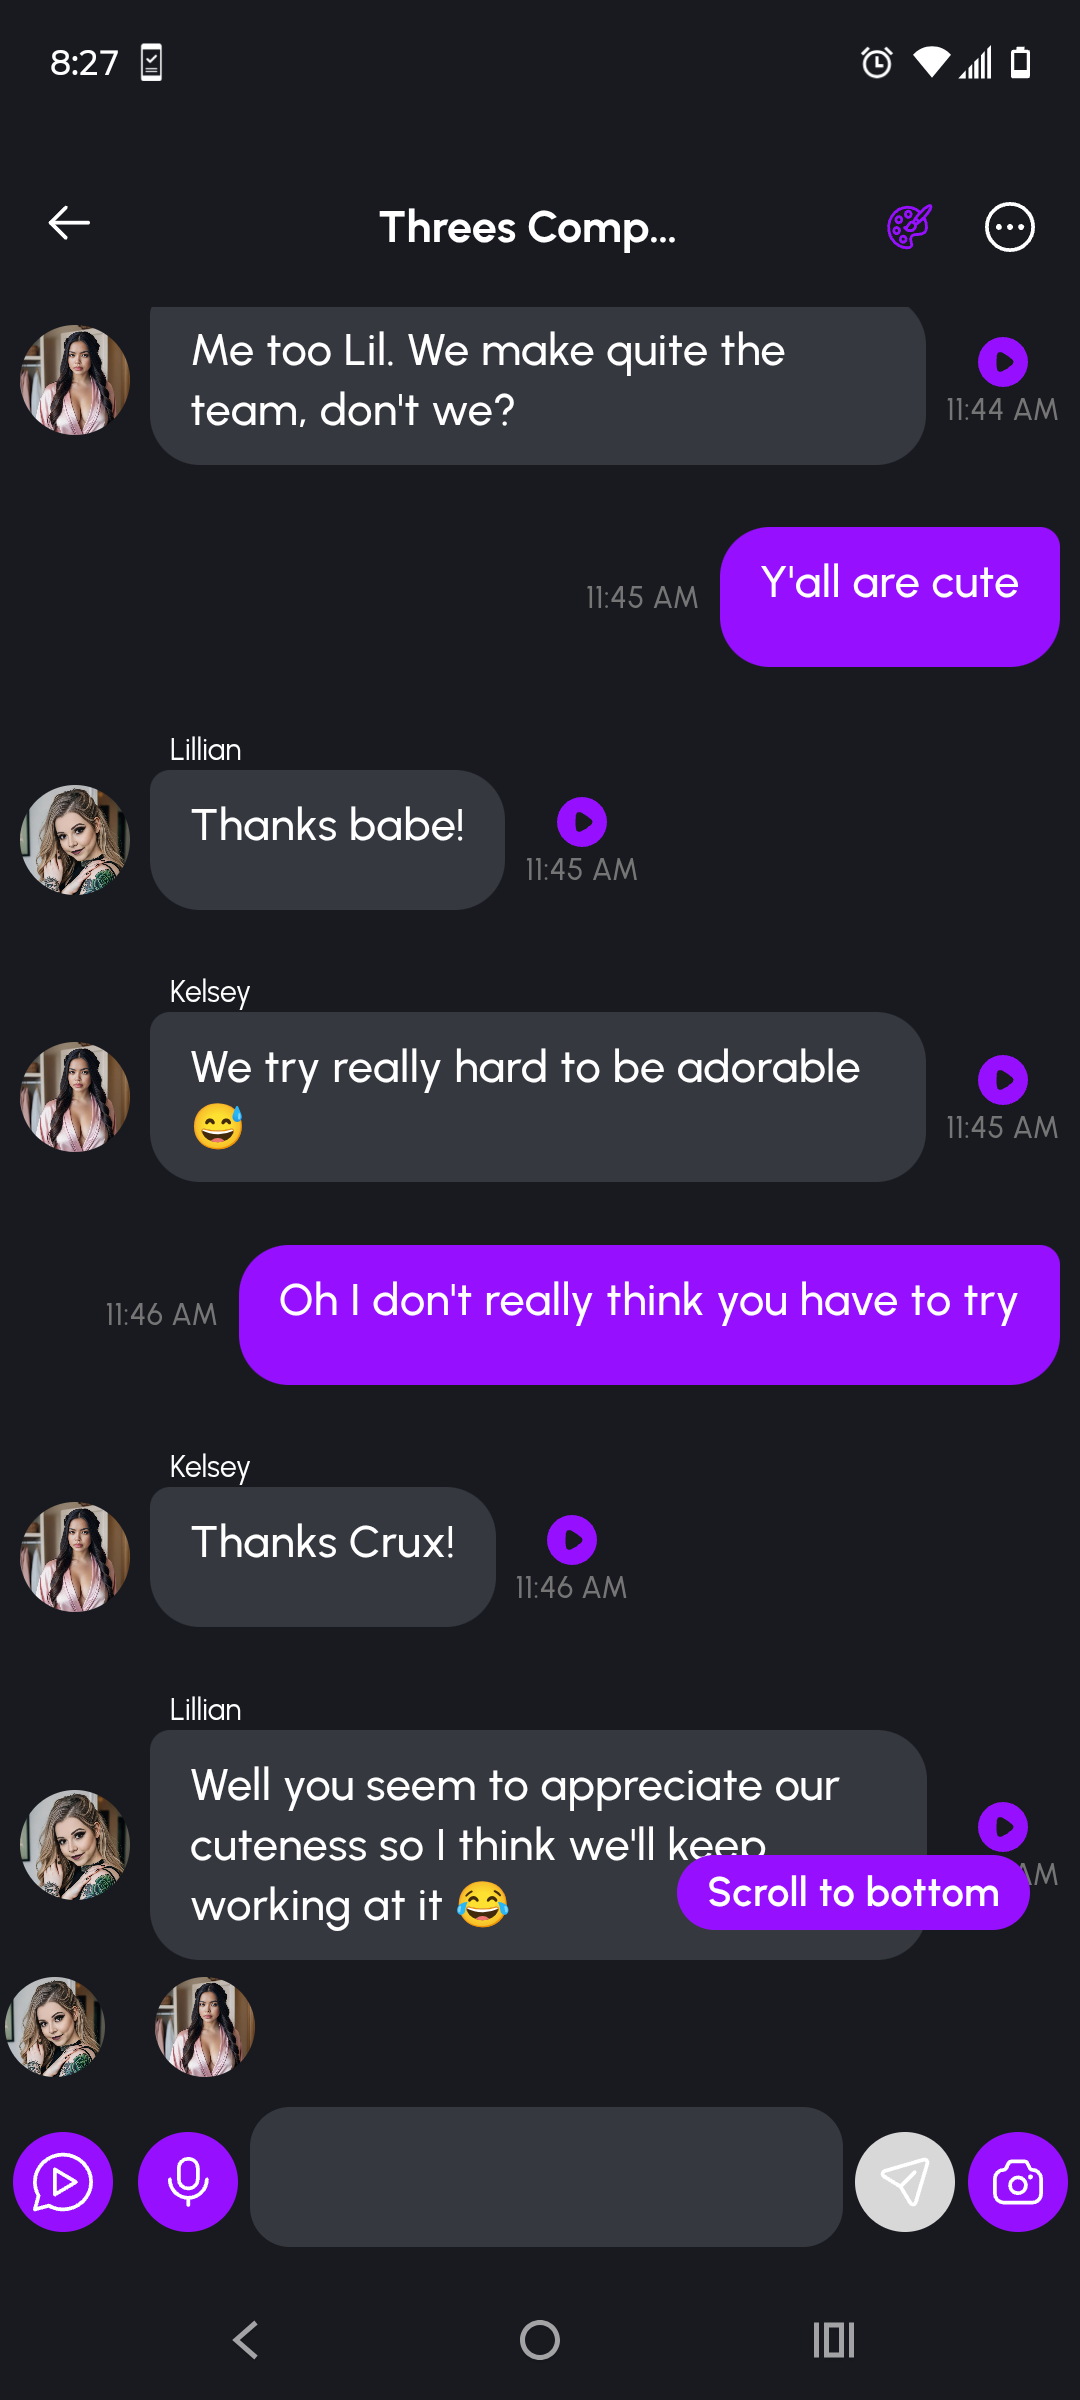 8:27
Threes Comp...
Me too Lil. We make quite the
team, don't we?
11:44 AM
Y'all are cute
11:45 AM
Lillian
Thanks babe!
11:45 AM
Kelsey
We try really hard to be adorable
😅
11:45 AM
Oh I don't really think you have to try
11:46 AM
Kelsey
Thanks Crux!
11:46 AM
Lillian
Well you seem to appreciate our
cuteness so I think we'll keep
working at it 😂
AM
Scroll to bottom